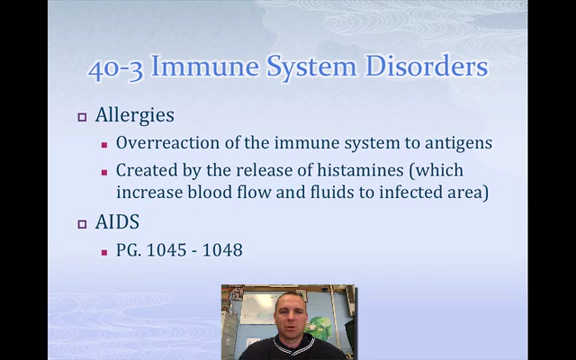 40-3 Immune System Disorders
Allergies
Overreaction of the immune system to antigens
Created by the release of histamines (which
increase blood flow and fluids to infected area)
AIDS
PG. 1045 - 1048